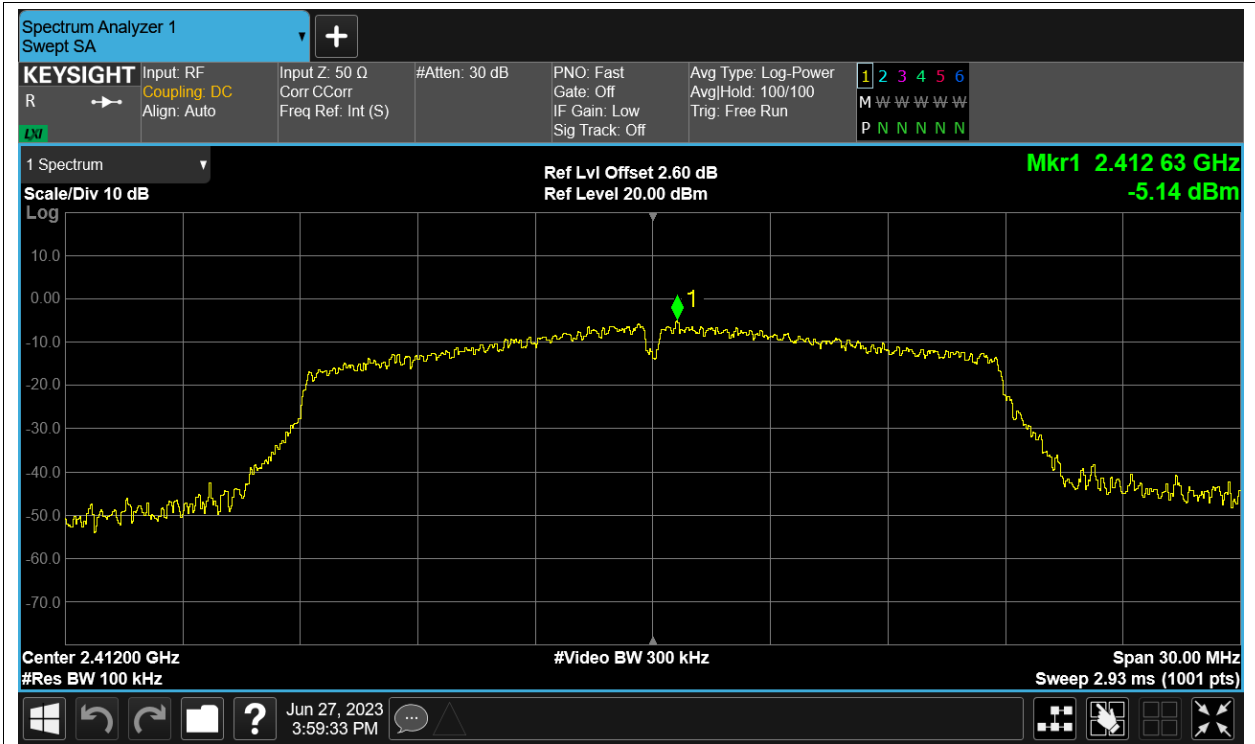 Spectrum Analyzer 1
Swept SA
+
KEYSIGHT
R
LXI
Input: RF
Coupling: DC
Align: Auto
Input Z: 50 Ω
Corr CCorr
Freq Ref: Int (S)
#Atten: 30 dB
PNO: Fast
Gate: Off
IF Gain: Low
Sig Track: Off
Avg Type: Log-Power
Avg|Hold: 100/100
Trig: Free Run
1 2 3 4 5 6
M W W W W W
P N N N N N
1 Spectrum
Scale/Div 10 dB
Log
Ref Lvl Offset 2.60 dB
Ref Level 20.00 dBm
Mkr1 2.412 63 GHz
-5.14 dBm
10.0
0.00
-10.0
-20.0
-30.0
-40.0
-50.0
-60.0
-70.0
1
Center 2.41200 GHz
#Res BW 100 kHz
#Video BW 300 kHz
Span 30.00 MHz
Sweep 2.93 ms (1001 pts)
?
Jun 27, 2023
3:59:33 PM